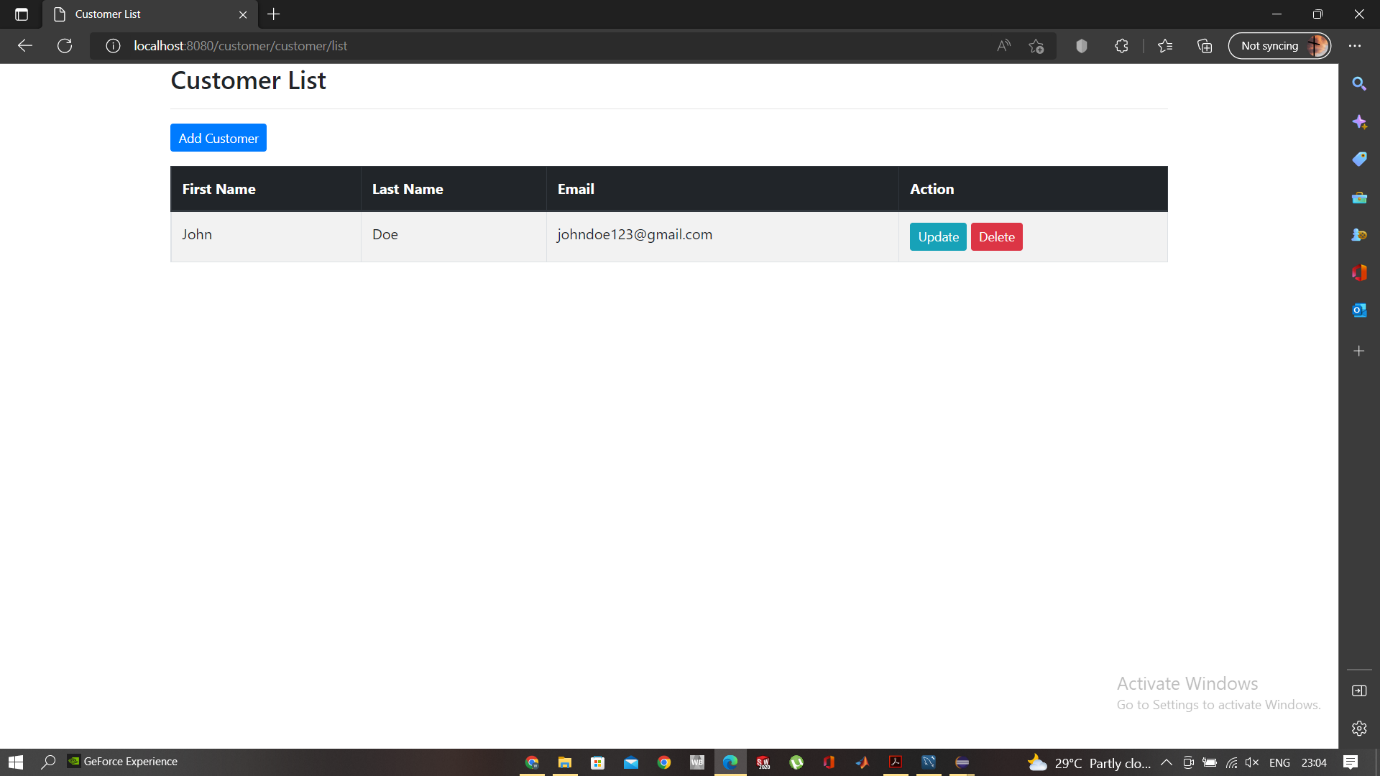 Customer List
localhost:8080/customer/customer/list
Not syncing
Customer List
Add Customer
First Name Last Name Email Action
John Doe johndoe123@gmail.com Update Delete
Activate Windows
Go to Settings to activate Windows.
GeForce Experience
29°C Partly clo... ENG 23:04